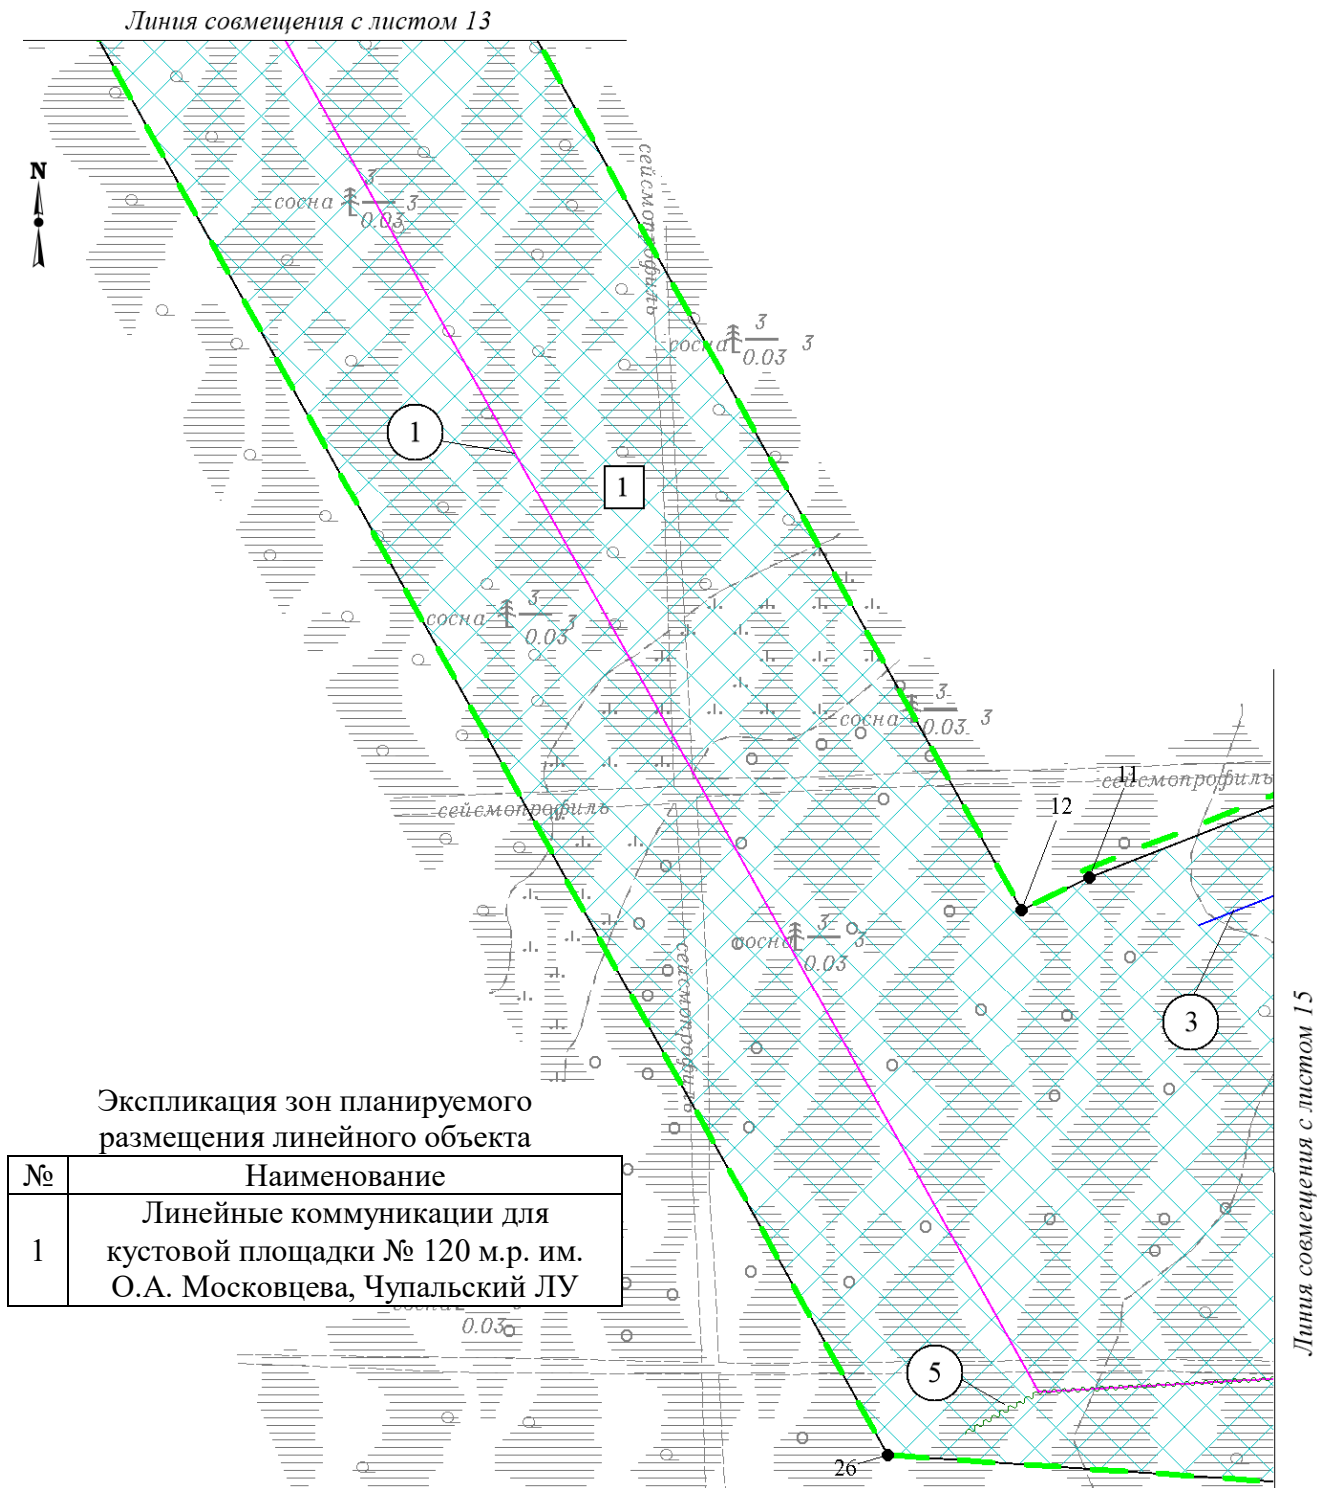 Линия совмещения с листом 13
N
сейсмопрофиль
сосна 3 3
0.03
сосна 3 3
0.03
1
1
сосна 3 3
0.03
сосна 3 3
0.03
сейсмопрофиль
11
сейсмопрофиль
12
сосна 3 3
0.03
сейсмопрофиль
3
Линия совмещения с листом 15
Экспликация зон планируемого
размещения линейного объекта
№ Наименование
1
Линейные коммуникации для
кустовой площадки № 120 м.р. им.
О.А. Московцева, Чупальский ЛУ
0.03
5
26